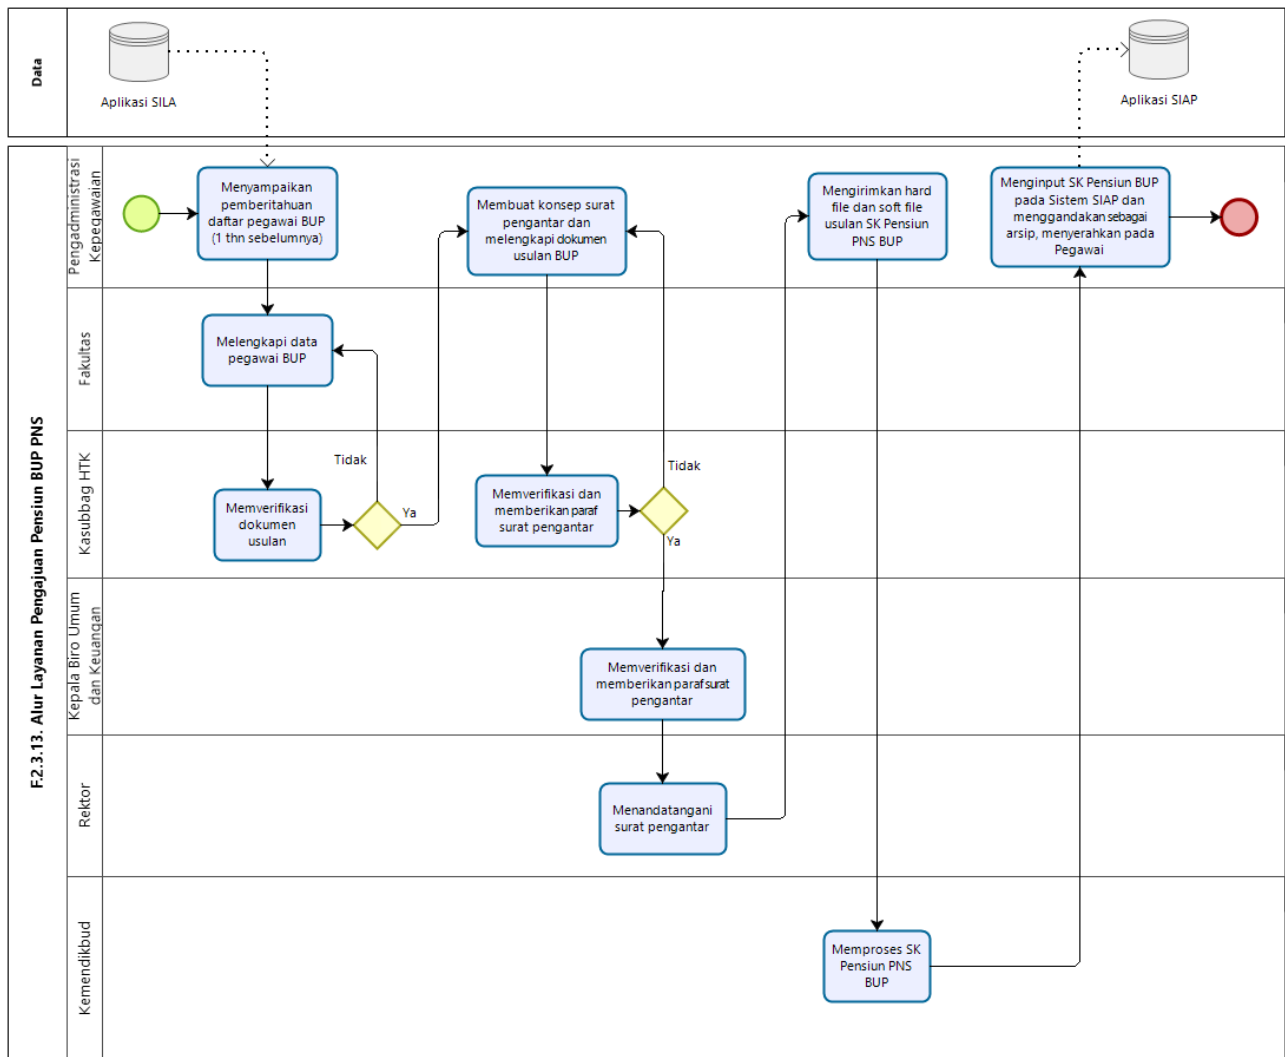 Data
Aplikasi SILA
Aplikasi SIAP
F.2.3.13. Alur Layanan Pengajuan Pensiun BUP PNS
Pengadministrasi
Kepegawaian
Menyampaikan
pemberitahuan
daftar pegawai BUP
(1 thn sebelumnya)
Membuat konsep surat
pengantar dan
melengkapi dokumen
usulan BUP
Mengirimkan hard
file dan soft file
usulan SK Pensiun
PNS BUP
Menginput SK Pensiun BUP
pada Sistem SIAP dan
menggandakan sebagai
arsip, menyerahkan pada
Pegawai
Fakultas
Melengkapi data
pegawai BUP
Kasubbag HTK
Tidak
Memverifikasi
dokumen
usulan
Ya
Tidak
Memverifikasi dan
memberikan paraf
surat pengantar
Ya
Kepala Biro Umum
dan Keuangan
Memverifikasi dan
memberikan paraf surat
pengantar
Rektor
Menandatangani
surat pengantar
Kemendikbud
Memproses SK
Pensiun PNS
BUP